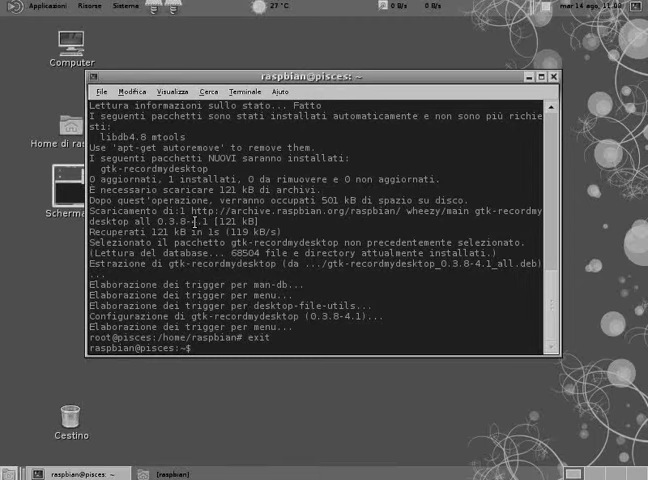 Applicazioni Risorse Sistema 27 °C 0 B/s 0 B/s mar 14 ago, 11.00
Computer
raspbian@pisces: ~
File Modifica Visualizza Cerca Terminale Aiuto
Lettura informazioni sullo stato... Fatto
I seguenti pacchetti sono stati installati automaticamente e non sono più richie
sti:
libdb4.8 mtools
Use 'apt-get autoremove' to remove them.
I seguenti pacchetti NUOVI saranno installati:
gtk-recordmydesktop
0 aggiornati, 1 installati, 0 da rimuovere e 0 non aggiornati.
È necessario scaricare 121 kB di archivi.
Dopo quest'operazione, verranno occupati 501 kB di spazio su disco.
Scaricamento di:1 http://archive.raspbian.org/raspbian/ wheezy/main gtk-recordmy
desktop all 0.3.8-4.1 [121 kB]
Recuperati 121 kB in 1s (119 kB/s)
Selezionato il pacchetto gtk-recordmydesktop non precedentemente selezionato.
(Lettura del database... 68504 file e directory attualmente installati.)
Estrazione di gtk-recordmydesktop (da .../gtk-recordmydesktop_0.3.8-4.1_all.deb)
...
Elaborazione dei trigger per man-db...
Elaborazione dei trigger per menu...
Elaborazione dei trigger per desktop-file-utils...
Configurazione di gtk-recordmydesktop (0.3.8-4.1)...
Elaborazione dei trigger per menu...
root@pisces:/home/raspbian# exit
raspbian@pisces:~$
Home di ra
Scherma
Cestino
raspbian@pisces: ~ [raspbian]